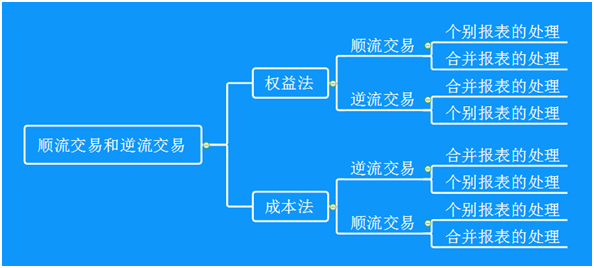 顺流交易和逆流交易
权益法
顺流交易
个别报表的处理
合并报表的处理
逆流交易
合并报表的处理
个别报表的处理
成本法
逆流交易
合并报表的处理
个别报表的处理
顺流交易
个别报表的处理
合并报表的处理